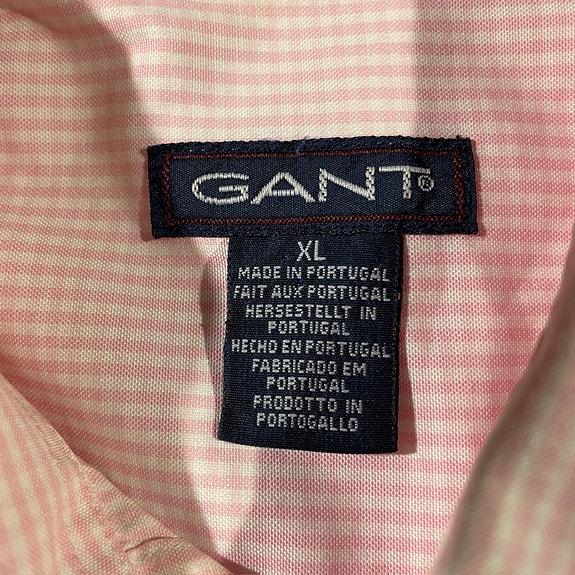 GANT®
XL
MADE IN PORTUGAL
FAIT AUX PORTUGAL
HERSESTELLT IN
PORTUGAL
HECHO EN PORTUGAL
FABRICADO EM
PORTUGAL
PRODOTTO IN
PORTOGALLO